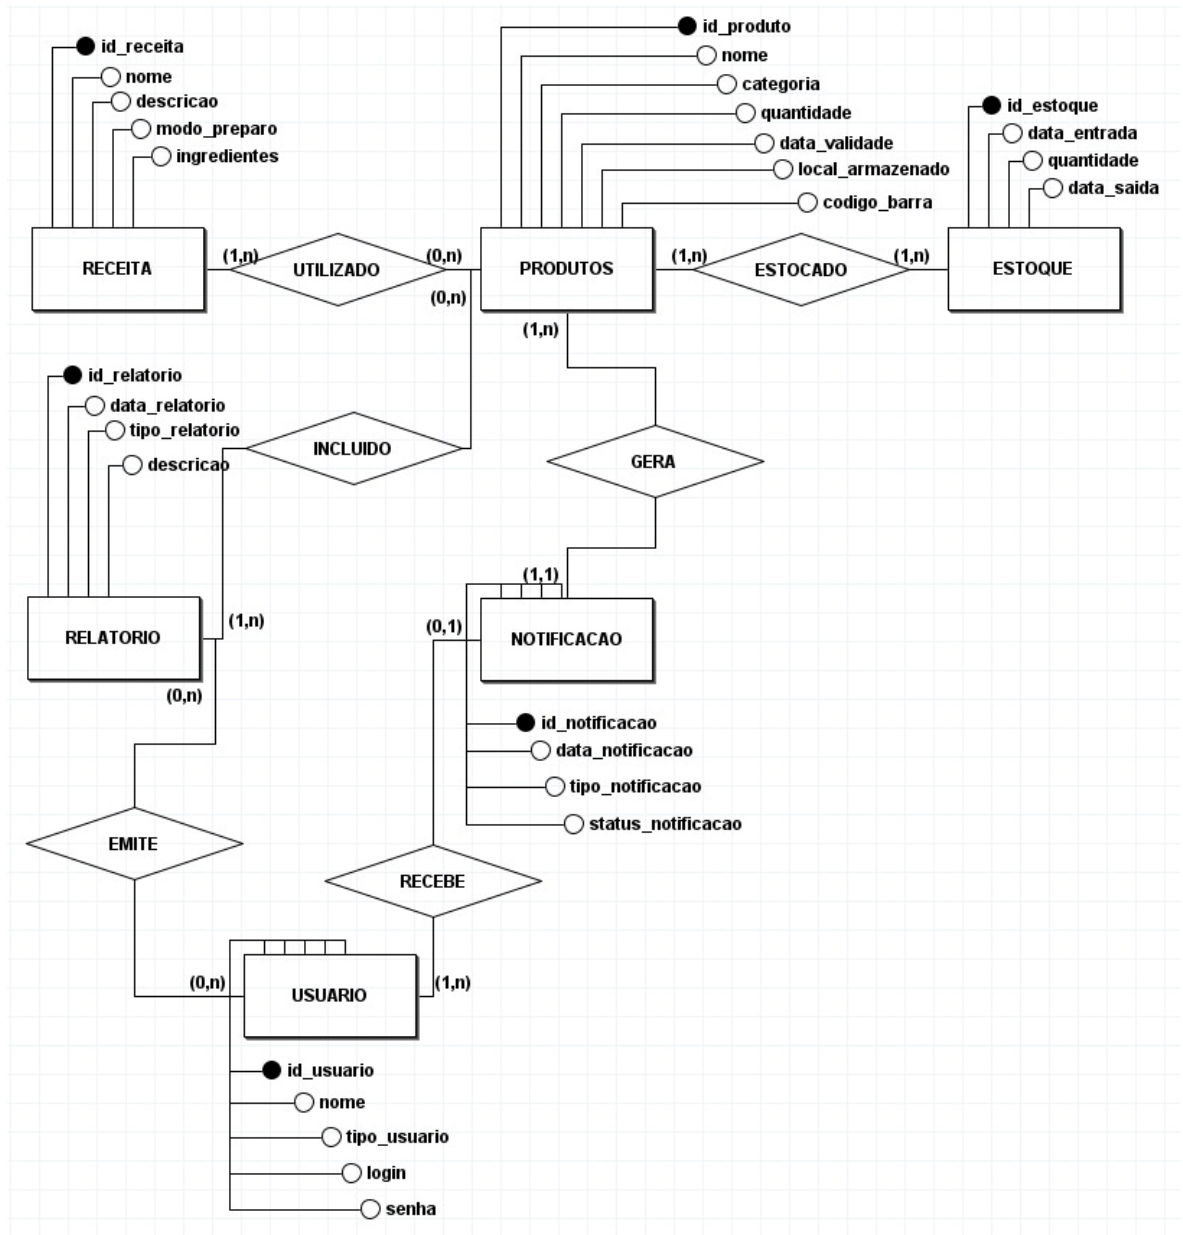 id_produto
id_receita
nome
nome
categoria
descricao
id_estoque
quantidade
modo_preparo
data_entrada
data_validade
ingredientes
quantidade
local_armazenado
data_saida
codigo_barra
(1,n)
(0,n)
(1,n)
(1,n)
RECEITA
UTILIZADO
PRODUTOS
ESTOCADO
ESTOQUE
(0,n)
(1,n)
id_relatorio
data_relatorio
tipo_relatorio
INCLUIDO
descricao
GERA
(1,1)
(1,n)
(0,1)
RELATORIO
NOTIFICACAO
(0,n)
id_notificacao
data_notificacao
tipo_notificacao
status_notificacao
EMITE
RECEBE
(0,n)
(1,n)
USUARIO
id_usuario
nome
tipo_usuario
login
senha